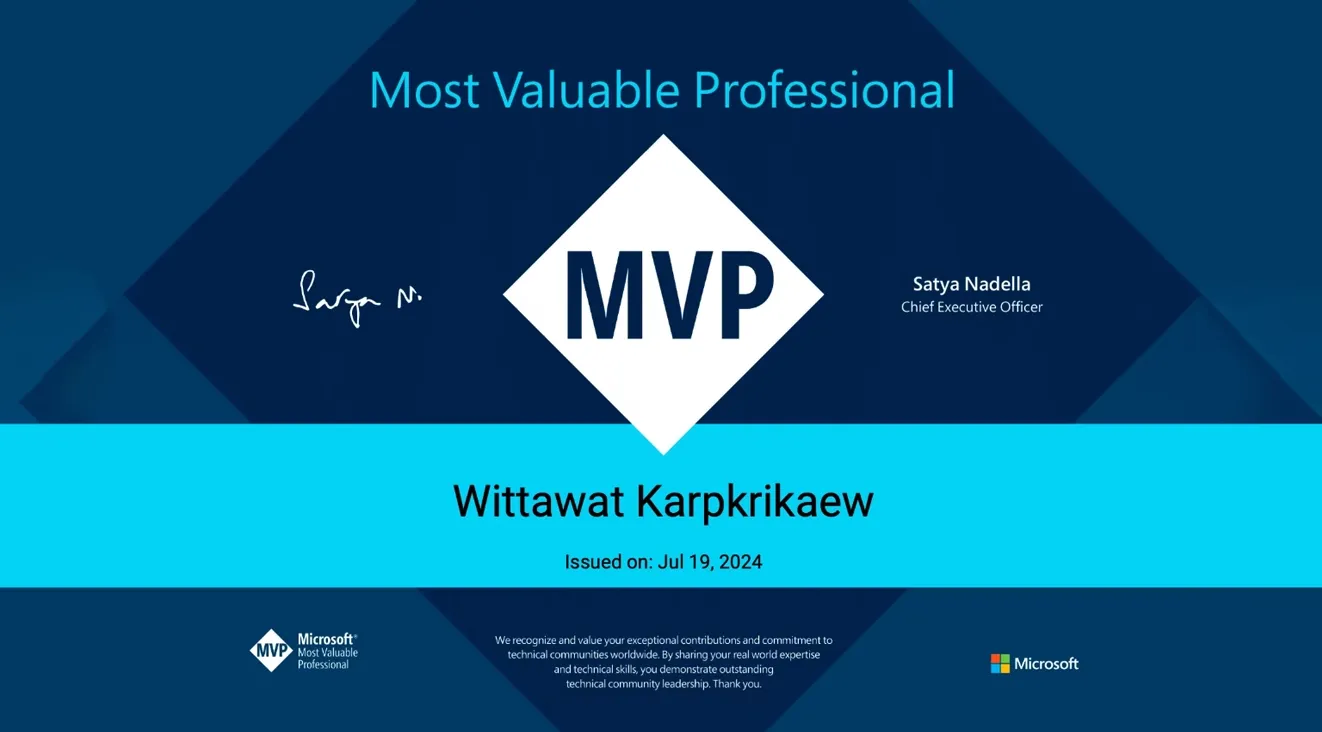 Most Valuable Professional
Satya N.
MVP
Satya Nadella
Chief Executive Officer
Wittawat Karpkrikaew
Issued on: Jul 19, 2024
MVP
Microsoft®
Most Valuable
Professional
We recognize and value your exceptional contributions and commitment to
technical communities worldwide. By sharing your real world expertise
and technical skills, you demonstrate outstanding
technical community leadership. Thank you.
Microsoft